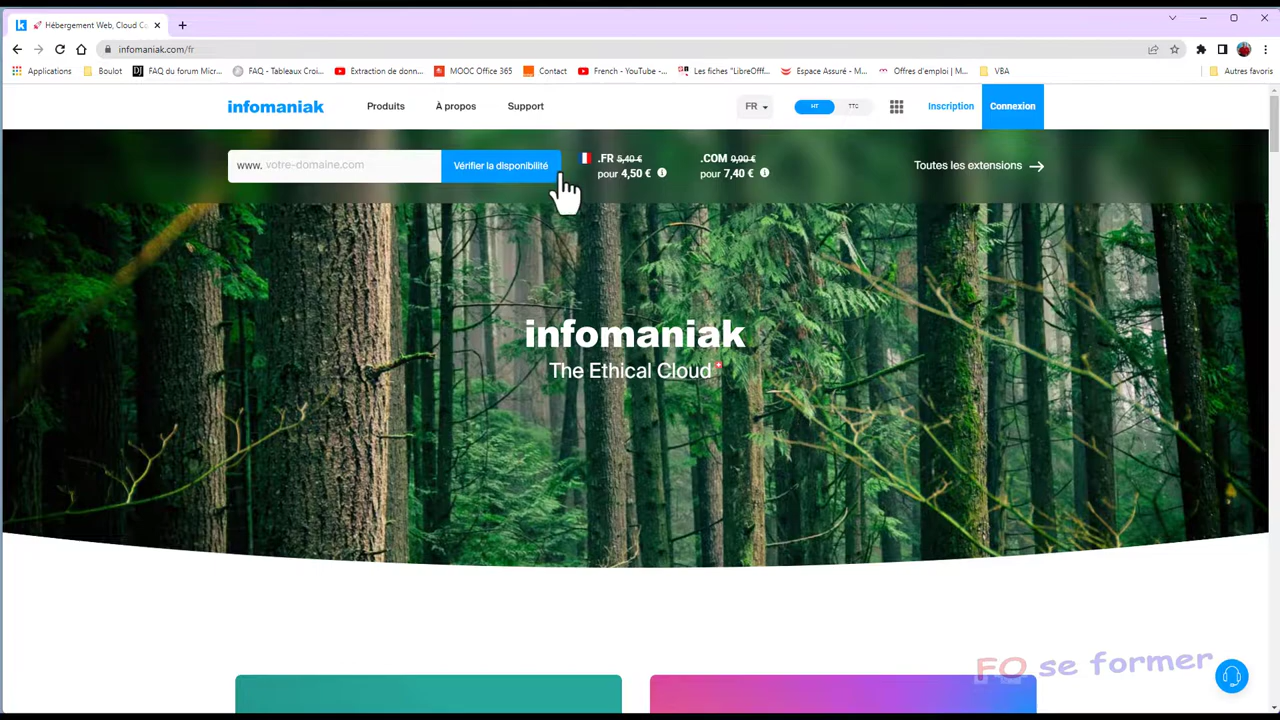 Hébergement Web, Cloud Co
infomaniak.com/fr
Applications
Boulot
FAQ du forum Micr...
FAQ - Tableaux Croi...
Extraction de donn...
MOOC Office 365
Contact
French - YouTube -...
Les fiches "LibreOfff...
Espace Assuré - M...
Offres d'emploi | M...
VBA
Autres favoris
infomaniak
Produits
À propos
Support
FR
HT
TTC
Inscription
Connexion
www. votre-domaine.com
Vérifier la disponibilité
.FR 5,40 €
pour 4,50 €
.COM 9,90 €
pour 7,40 €
Toutes les extensions
infomaniak
The Ethical Cloud
FO se former